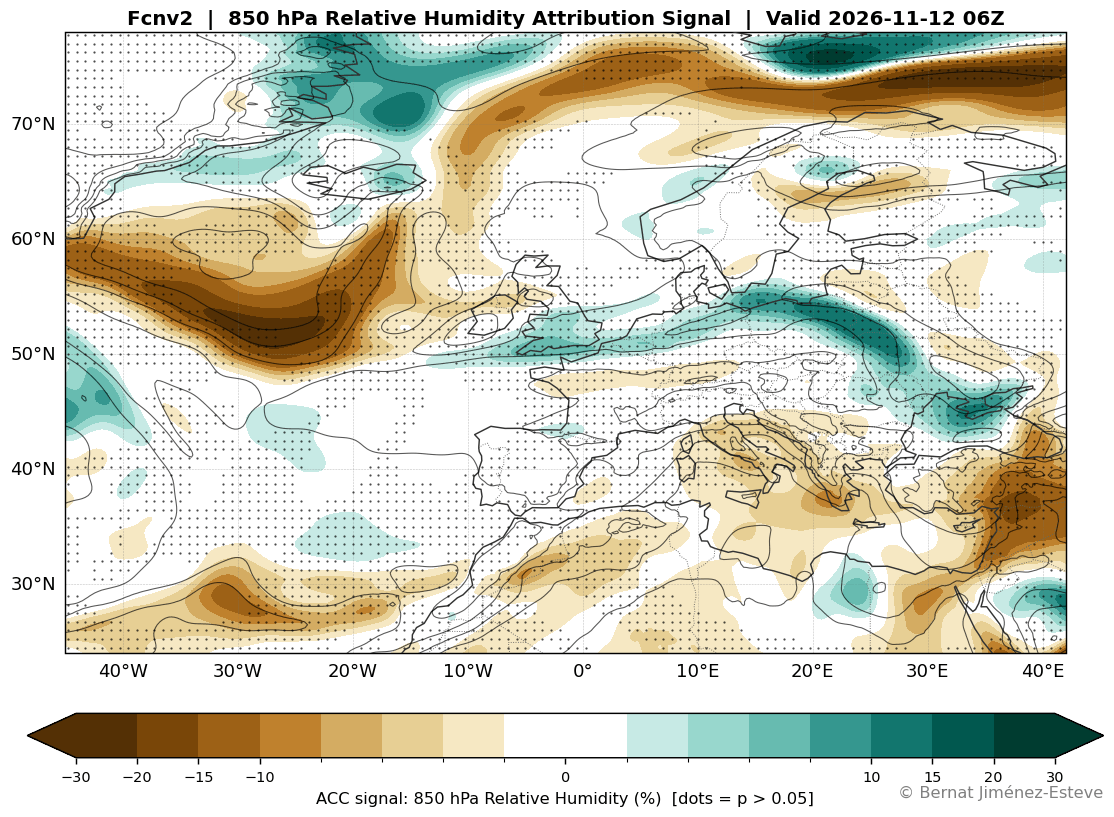 Fcnv2 | 850 hPa Relative Humidity Attribution Signal | Valid 2026-11-12 06Z
70°N
60°N
50°N
40°N
30°N
40°W 30°W 20°W 10°W 0° 10°E 20°E 30°E 40°E
−30 −20 −15 −10 0 10 15 20 30
ACC signal: 850 hPa Relative Humidity (%) [dots = p > 0.05]
© Bernat Jiménez-Esteve